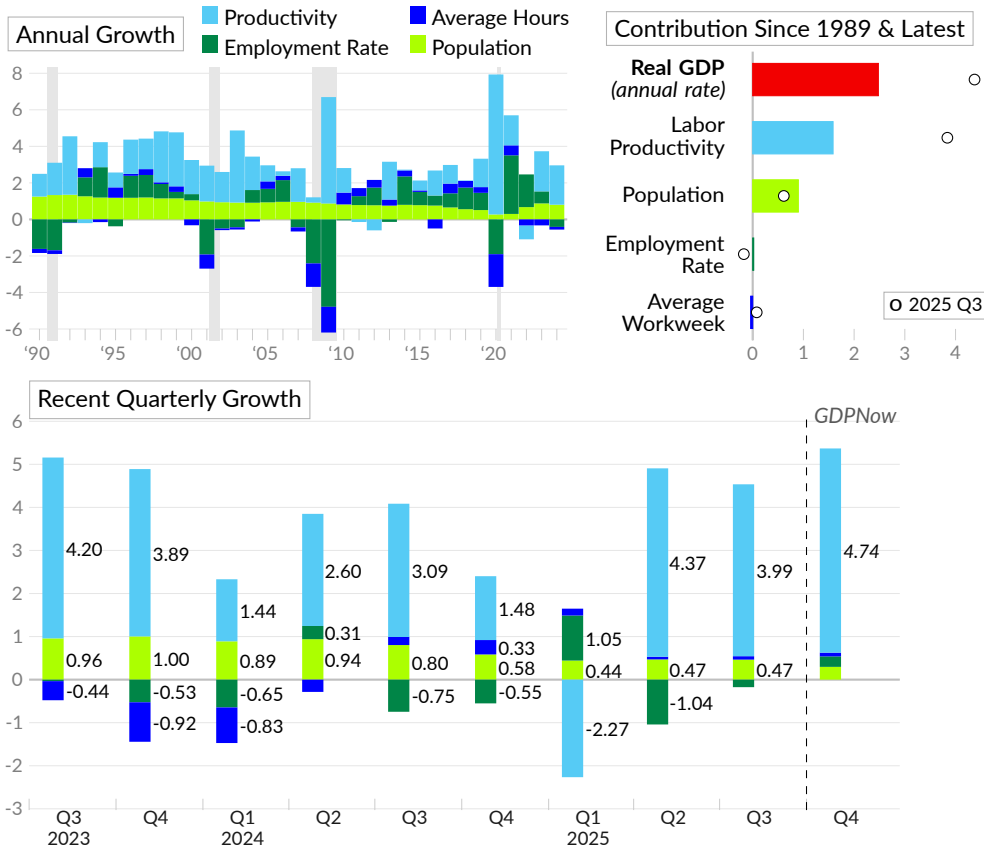 Annual Growth
Productivity
Average Hours
Employment Rate
Population
8
6
4
2
0
-2
-4
-6
‘90
‘95
‘00
‘05
‘10
‘15
‘20
Contribution Since 1989 & Latest
Real GDP
(annual rate)
Labor
Productivity
Population
Employment
Rate
Average
Workweek
2025 Q3
0
1
2
3
4
Recent Quarterly Growth
GDPNow
6
5
4
3
2
1
0
-1
-2
-3
4.20
0.96
-0.44
3.89
1.00
-0.53
-0.92
1.44
0.89
-0.65
-0.83
2.60
0.31
0.94
3.09
0.80
-0.75
1.48
0.33
0.58
-0.55
1.05
0.44
-2.27
4.37
0.47
-1.04
3.99
0.47
4.74
Q3
2023
Q4
Q1
2024
Q2
Q3
Q4
Q1
2025
Q2
Q3
Q4